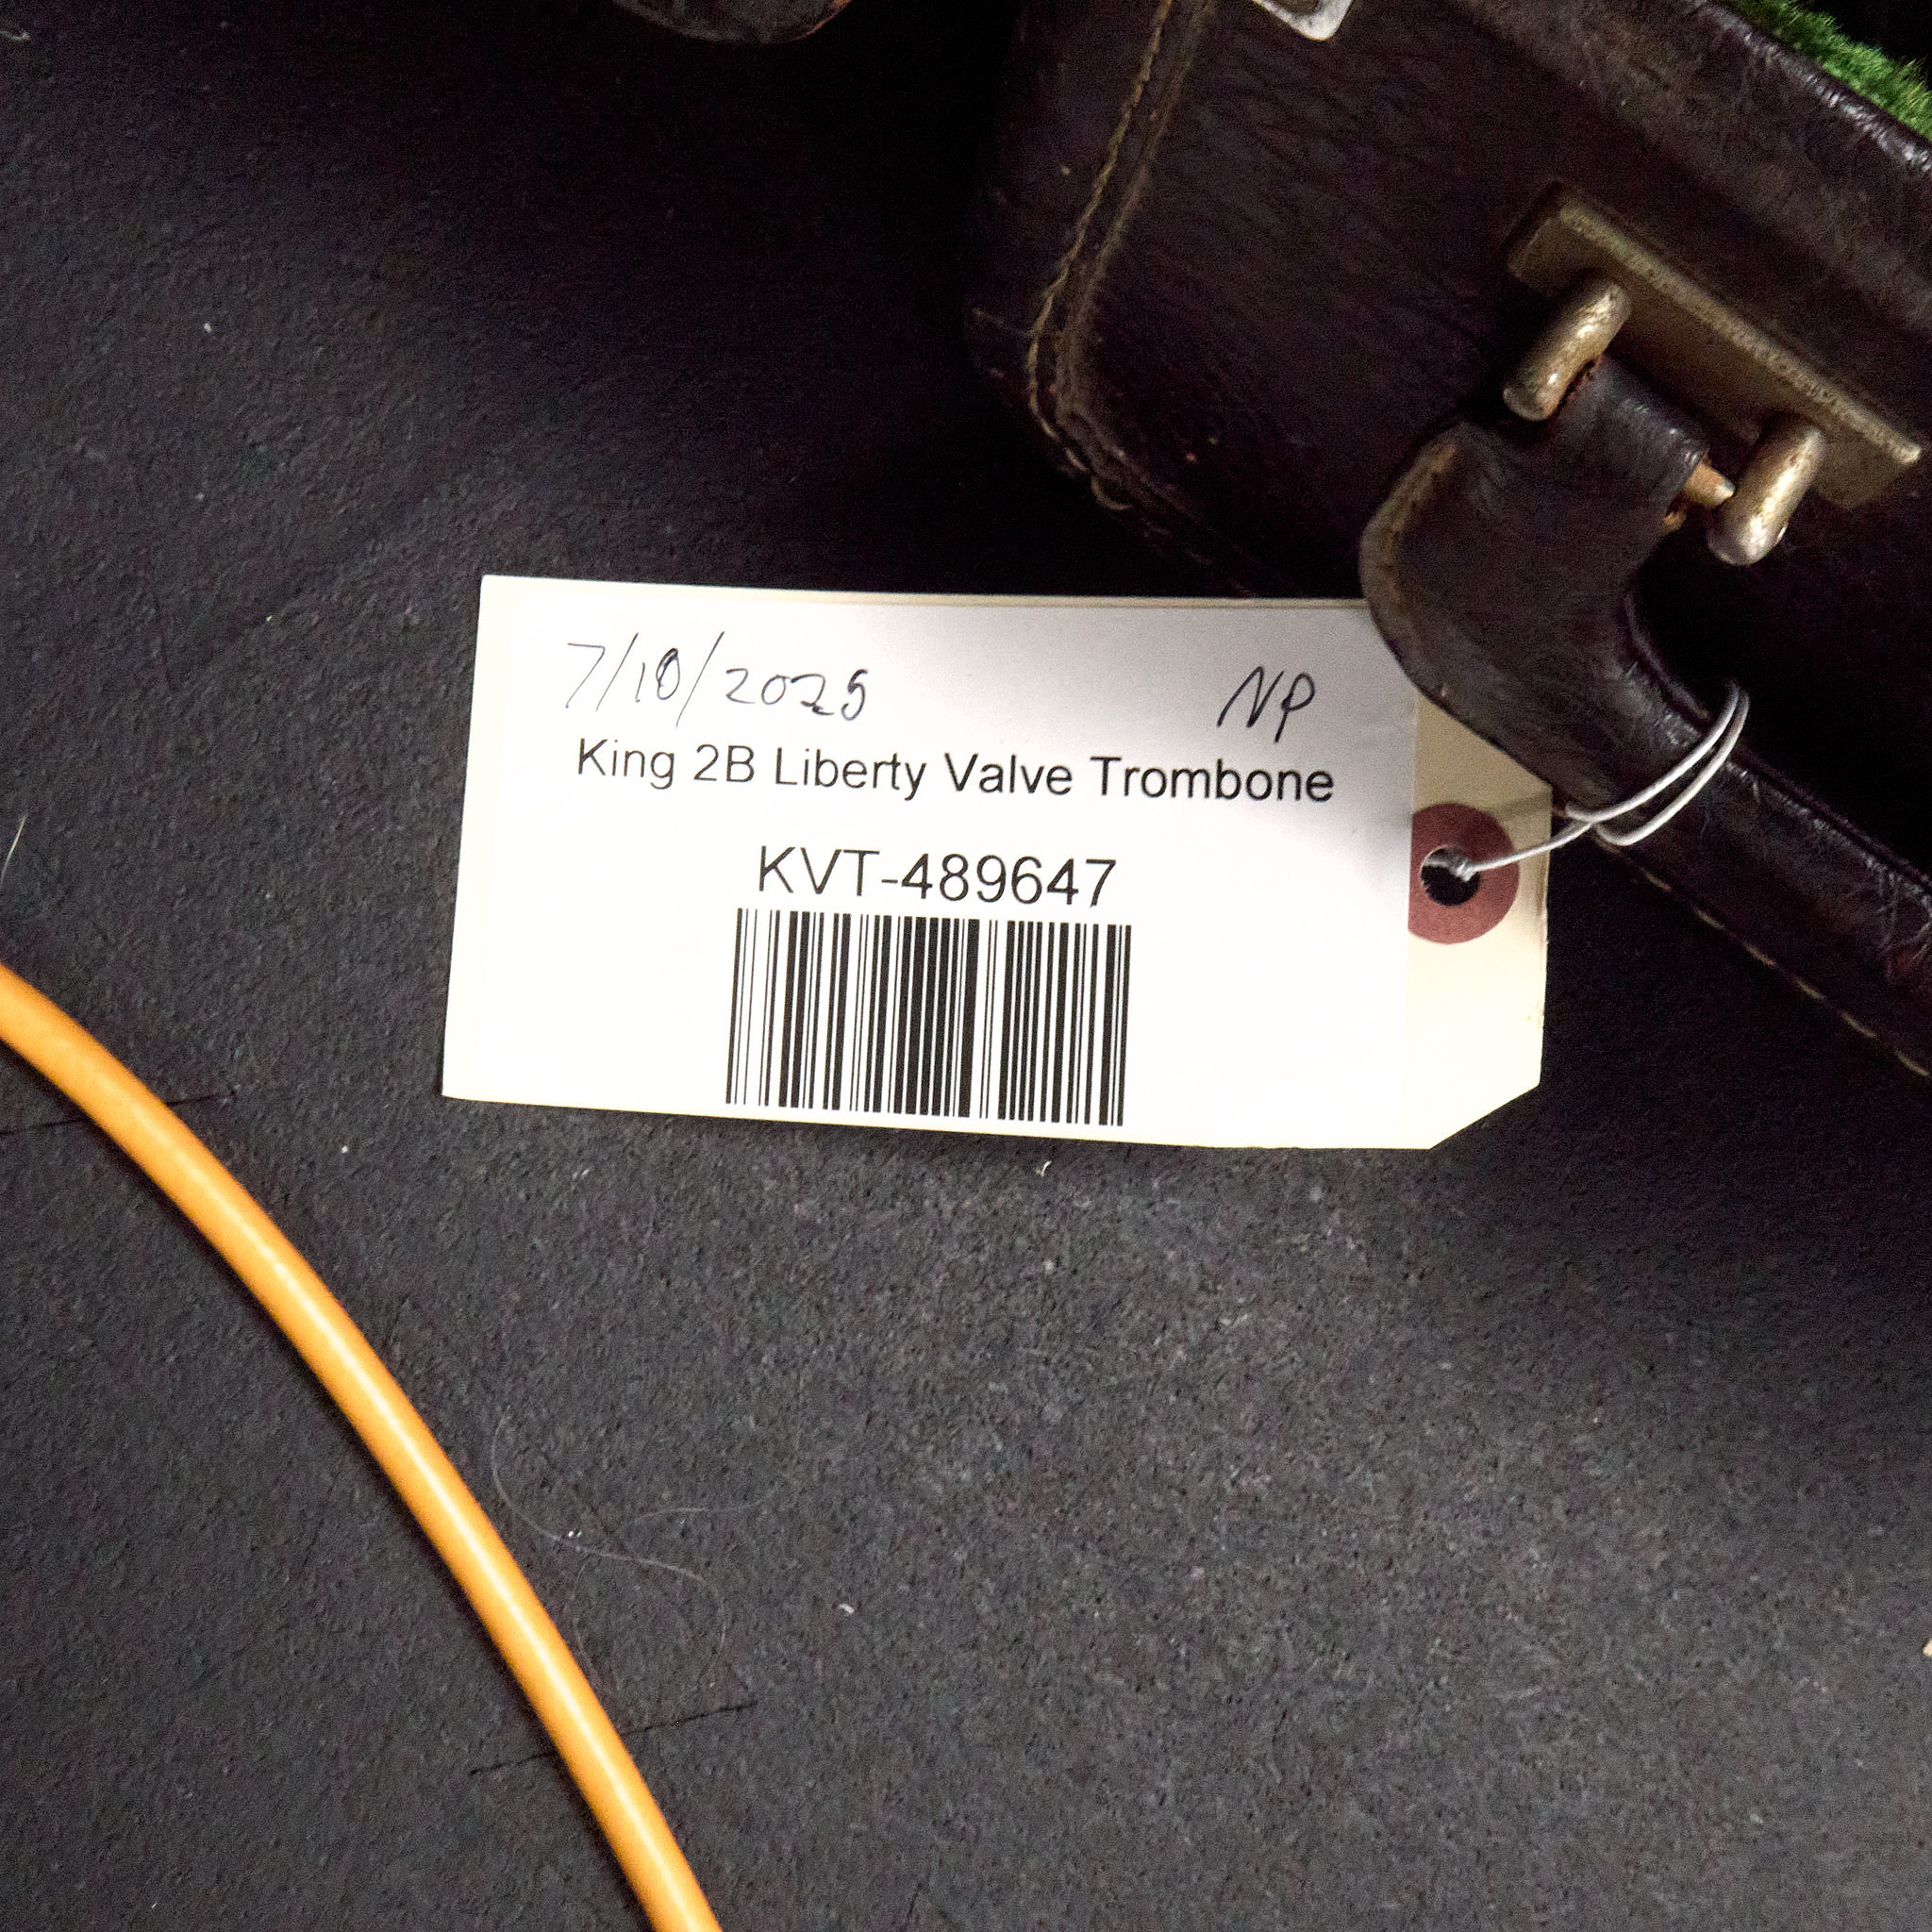 7/10/2025 NP
King 2B Liberty Valve Trombone
KVT-489647